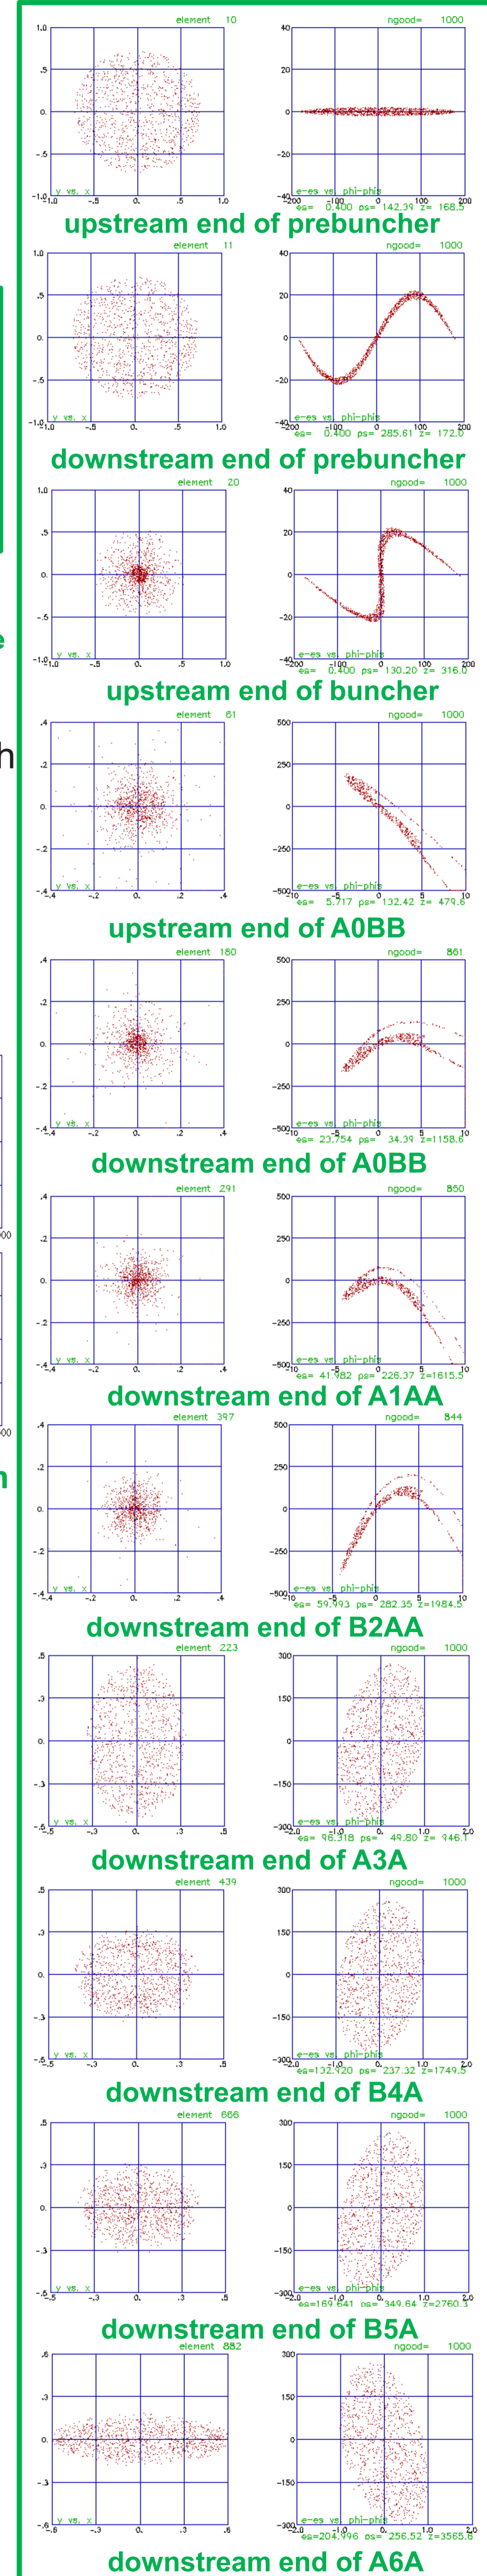 element 10
ngood= 1000
y vs. x
e-es vs. phi-phis
es= 0.400 ps= 142.39 z= 168.5
upstream end of prebuncher
element 11
ngood= 1000
y vs. x
e-es vs. phi-phis
es= 0.400 ps= 285.61 z= 172.0
downstream end of prebuncher
element 20
ngood= 1000
y vs. x
e-es vs. phi-phis
es= 0.400 ps= 130.20 z= 316.0
upstream end of buncher
element 61
ngood= 1000
y vs. x
e-es vs. phi-phis
es= 5.717 ps= 132.42 z= 479.6
upstream end of A0BB
element 180
ngood= 861
y vs. x
e-es vs. phi-phis
es= 23.754 ps= 34.39 z=1158.6
downstream end of A0BB
element 291
ngood= 850
y vs. x
e-es vs. phi-phis
es= 41.982 ps= 226.37 z=1615.5
downstream end of A1AA
element 397
ngood= 844
y vs. x
e-es vs. phi-phis
es= 59.993 ps= 282.35 z=1984.5
downstream end of B2AA
element 223
ngood= 1000
y vs. x
e-es vs. phi-phis
es= 96.318 ps= 49.80 z= 946.1
downstream end of A3A
element 439
ngood= 1000
y vs. x
e-es vs. phi-phis
es=132.920 ps= 237.32 z=1749.5
downstream end of B4A
element 666
ngood= 1000
y vs. x
e-es vs. phi-phis
es=169.641 ps= 349.64 z=2760.3
downstream end of B5A
element 882
ngood= 1000
y vs. x
e-es vs. phi-phis
es=204.996 ps= 256.52 z=3565.6
downstream end of A6A